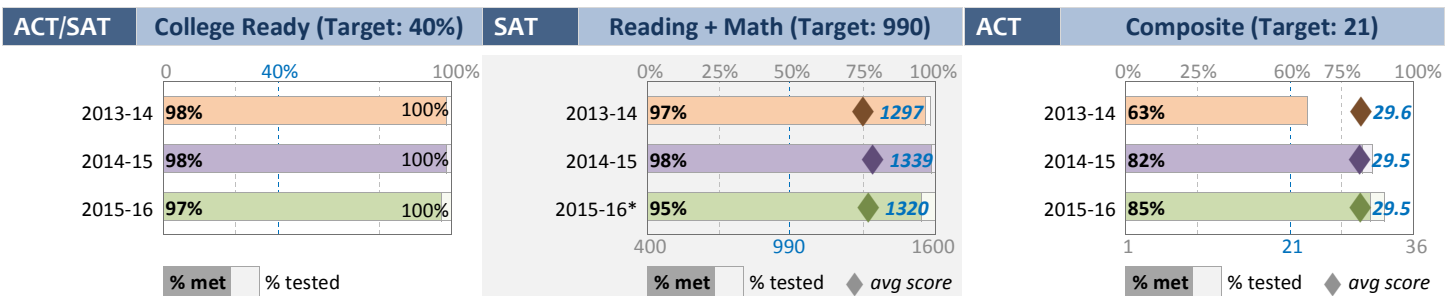 ACT/SAT College Ready (Target: 40%)
0 40% 100%
2013-14 98% 100%
2014-15 98% 100%
2015-16 97% 100%
% met % tested
SAT Reading + Math (Target: 990)
0% 25% 50% 75% 100%
2013-14 97% 1297
2014-15 98% 1339
2015-16* 95% 1320
400 990 1600
% met % tested avg score
ACT Composite (Target: 21)
0% 25% 60% 75% 100%
2013-14 63% 29.6
2014-15 82% 29.5
2015-16 85% 29.5
1 21 36
% met % tested avg score